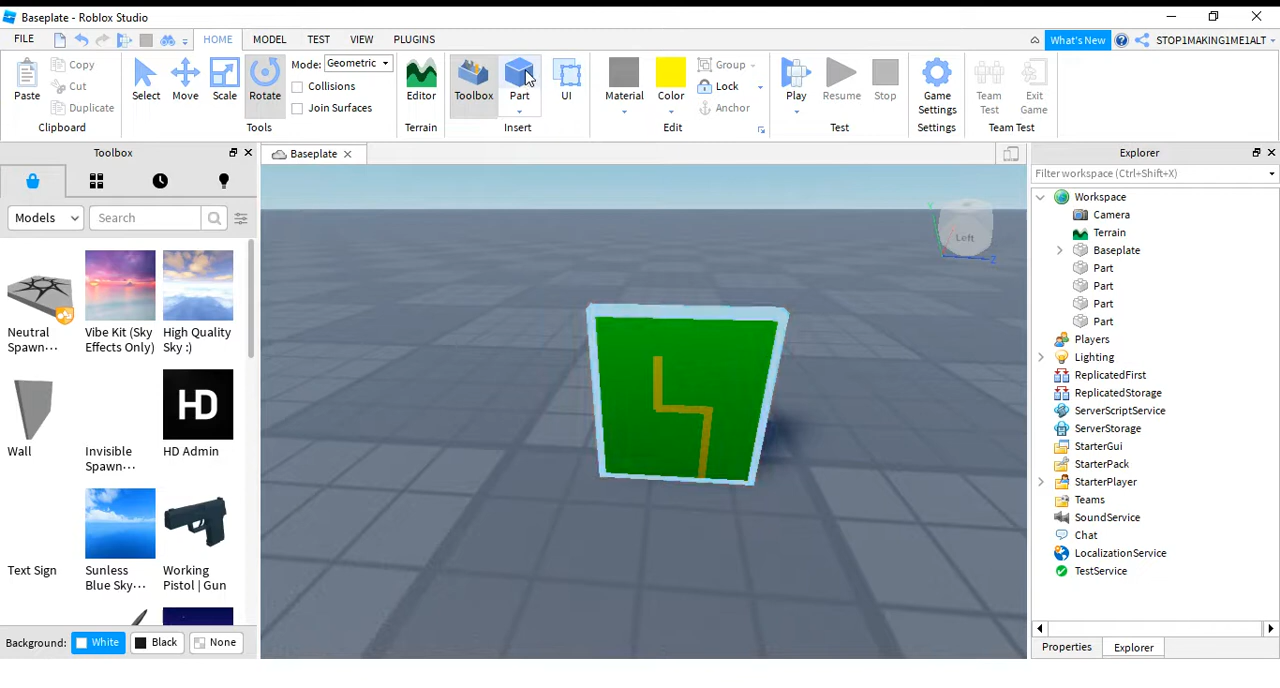 Baseplate - Roblox Studio
FILE HOME MODEL TEST VIEW PLUGINS What's New STOP1MAKING1ME1ALT
Paste Copy Cut Duplicate
Clipboard
Select Move Scale Rotate
Mode: Geometric
Collisions
Join Surfaces
Tools
Editor
Terrain
Toolbox Part UI
Insert
Material Color
Group
Lock
Anchor
Edit
Play Resume Stop
Test
Game Settings
Settings
Team Test
Exit Game
Team Test
Toolbox
Models Search
Neutral Spawn...
Vibe Kit (Sky Effects Only)
High Quality Sky :)
Wall
Invisible Spawn...
HD
HD Admin
Text Sign
Sunless Blue Sky...
Working Pistol | Gun
Background: White Black None
Baseplate
Y
Left
Z
Explorer
Filter workspace (Ctrl+Shift+X)
Workspace
Camera
Terrain
Baseplate
Part
Part
Part
Part
Players
Lighting
ReplicatedFirst
ReplicatedStorage
ServerScriptService
ServerStorage
StarterGui
StarterPack
StarterPlayer
Teams
SoundService
Chat
LocalizationService
TestService
Properties Explorer